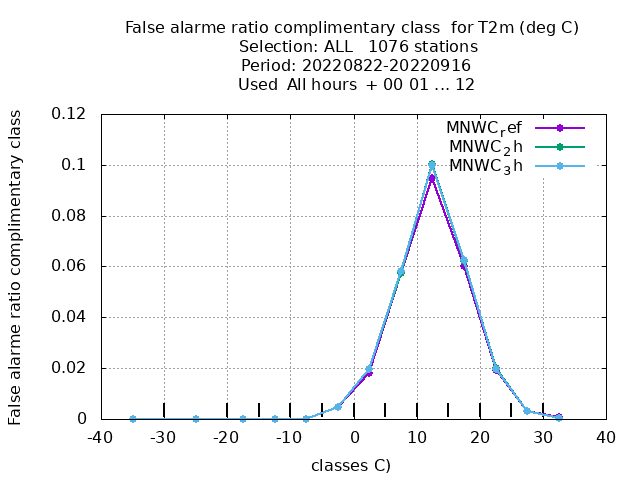 False alarme ratio complimentary class  for T2m (deg C)
Selection: ALL   1076 stations
Period: 20220822-20220916
Used  All hours  + 00 01 ... 12
False alarme ratio complimentary class
0.12
0.1
0.08
0.06
0.04
0.02
0
MNWC_ref
MNWC_2h
MNWC_3h
-40 -30 -20 -10 0 10 20 30 40
classes C)